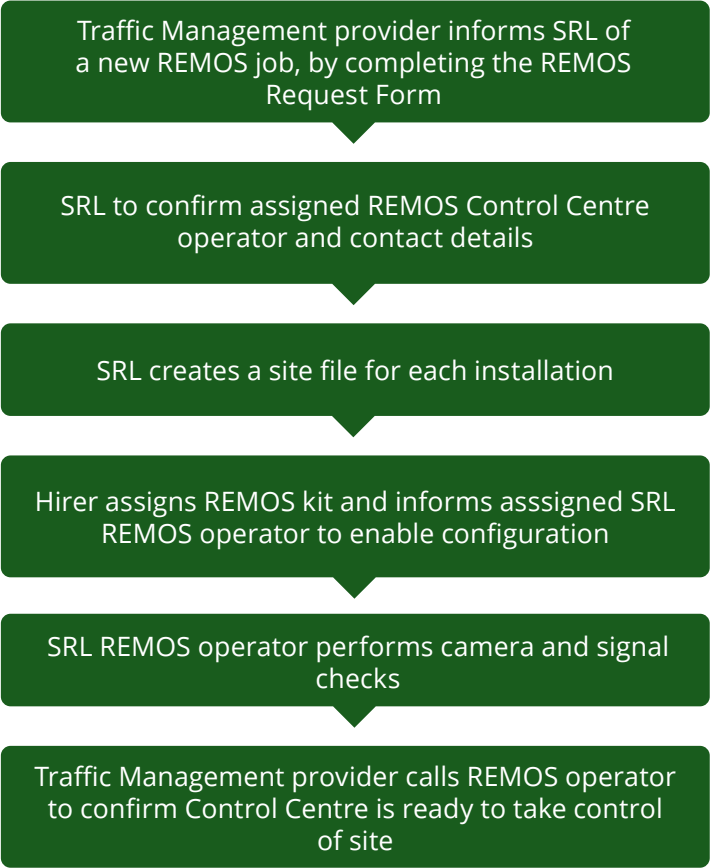 Traffic Management provider informs SRL of
a new REMOS job, by completing the REMOS
Request Form
SRL to confirm assigned REMOS Control Centre
operator and contact details
SRL creates a site file for each installation
Hirer assigns REMOS kit and informs asssigned SRL
REMOS operator to enable configuration
SRL REMOS operator performs camera and signal
checks
Traffic Management provider calls REMOS operator
to confirm Control Centre is ready to take control
of site